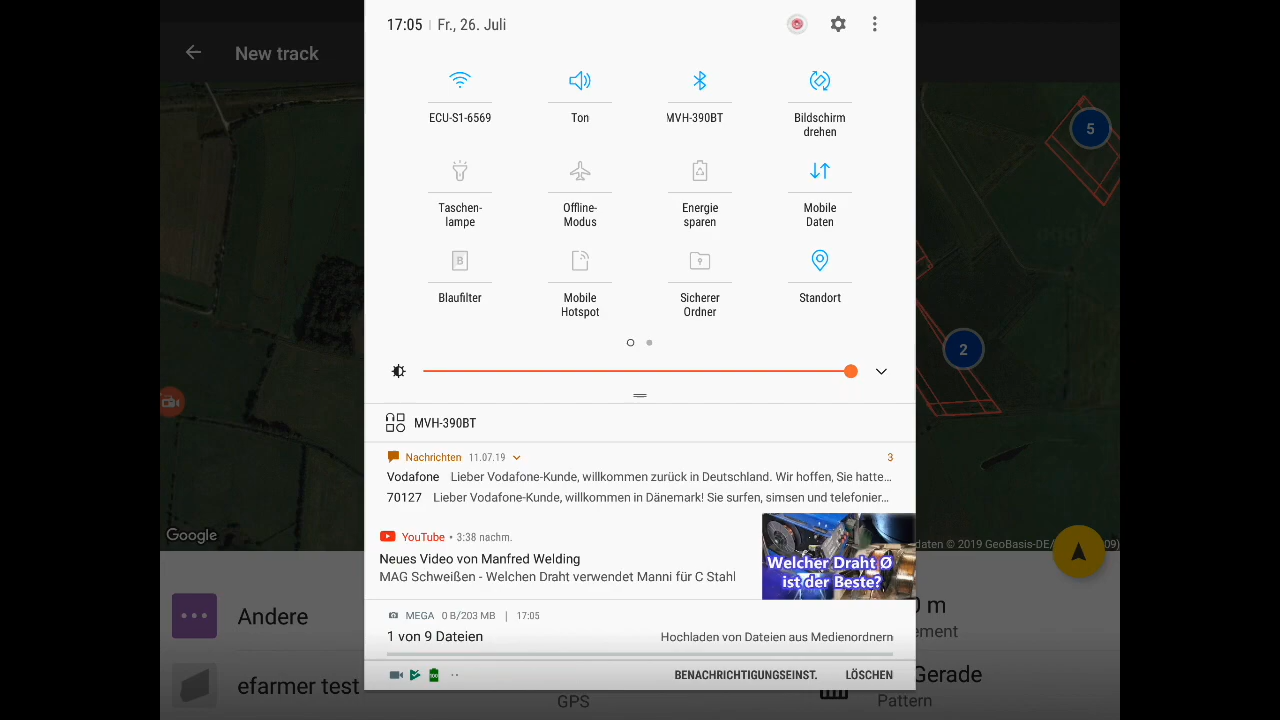 17:05 | Fr., 26. Juli
New track
ECU-S1-6569
Ton
MVH-390BT
Bildschirm
drehen
5
Taschen-
lampe
Offline-
Modus
Energie
sparen
Mobile
Daten
B
Blaufilter
Mobile
Hotspot
Sicherer
Ordner
Standort
2
MVH-390BT
Nachrichten 11.07.19 3
Vodafone Lieber Vodafone-Kunde, willkommen zurück in Deutschland. Wir hoffen, Sie hatte...
70127 Lieber Vodafone-Kunde, willkommen in Dänemark! Sie surfen, simsen und telefonier...
YouTube • 3:38 nachm.
Neues Video von Manfred Welding
MAG Schweißen - Welchen Draht verwendet Manni für C Stahl
Welcher Draht Ø
ist der Beste?
Google
daten © 2019 GeoBasis-DE/
09)
MEGA 0 B/203 MB | 17:05
1 von 9 Dateien Hochladen von Dateien aus Medienordnern
BENACHRICHTIGUNGSEINST. LÖSCHEN
Andere
0 m
ement
efarmer test
GPS
Gerade
Pattern